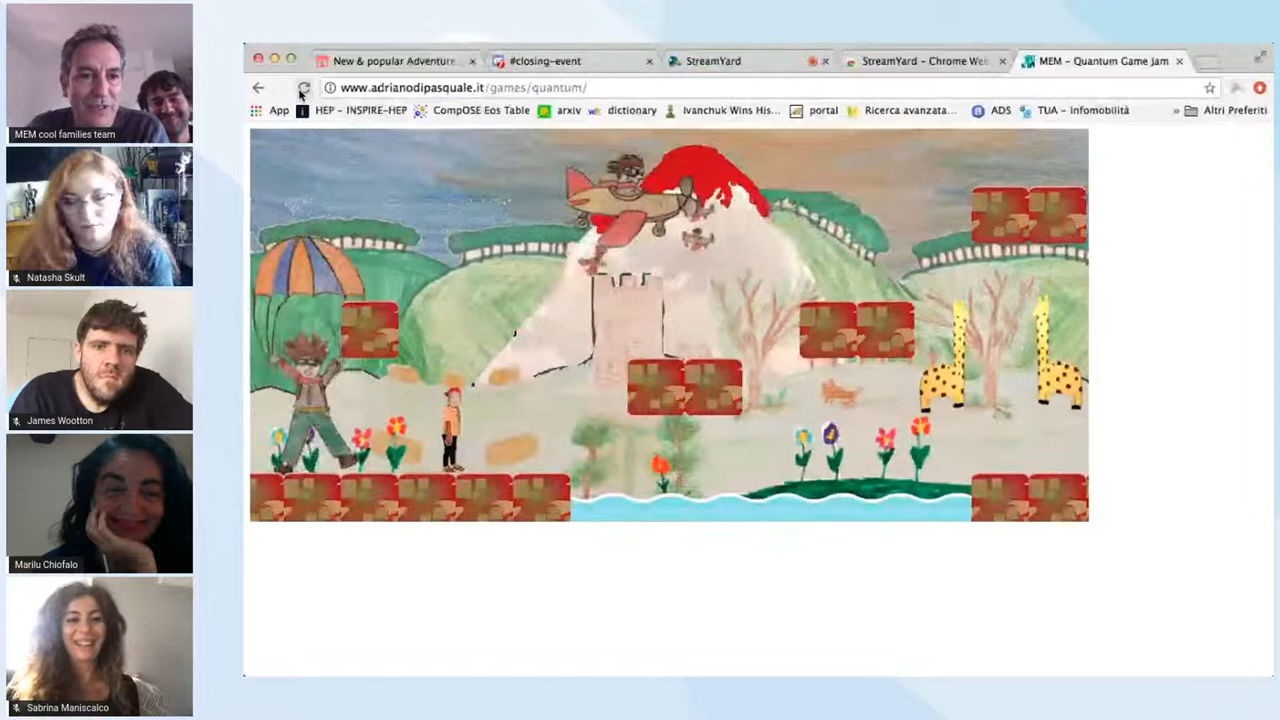 MEM cool families team
Natasha Skult
James Wootton
Marilu Chiofalo
Sabrina Maniscalco
New & popular Adventure
#closing-event
StreamYard
StreamYard - Chrome Web
MEM - Quantum Game Jam
www.adrianodipasquale.it/games/quantum/
App
HEP - INSPIRE-HEP
CompOSE Eos Table
arxiv
dictionary
Ivanchuk Wins His...
portal
Ricerca avanzata...
ADS
TUA - Infomobilità
»
Altri Preferiti